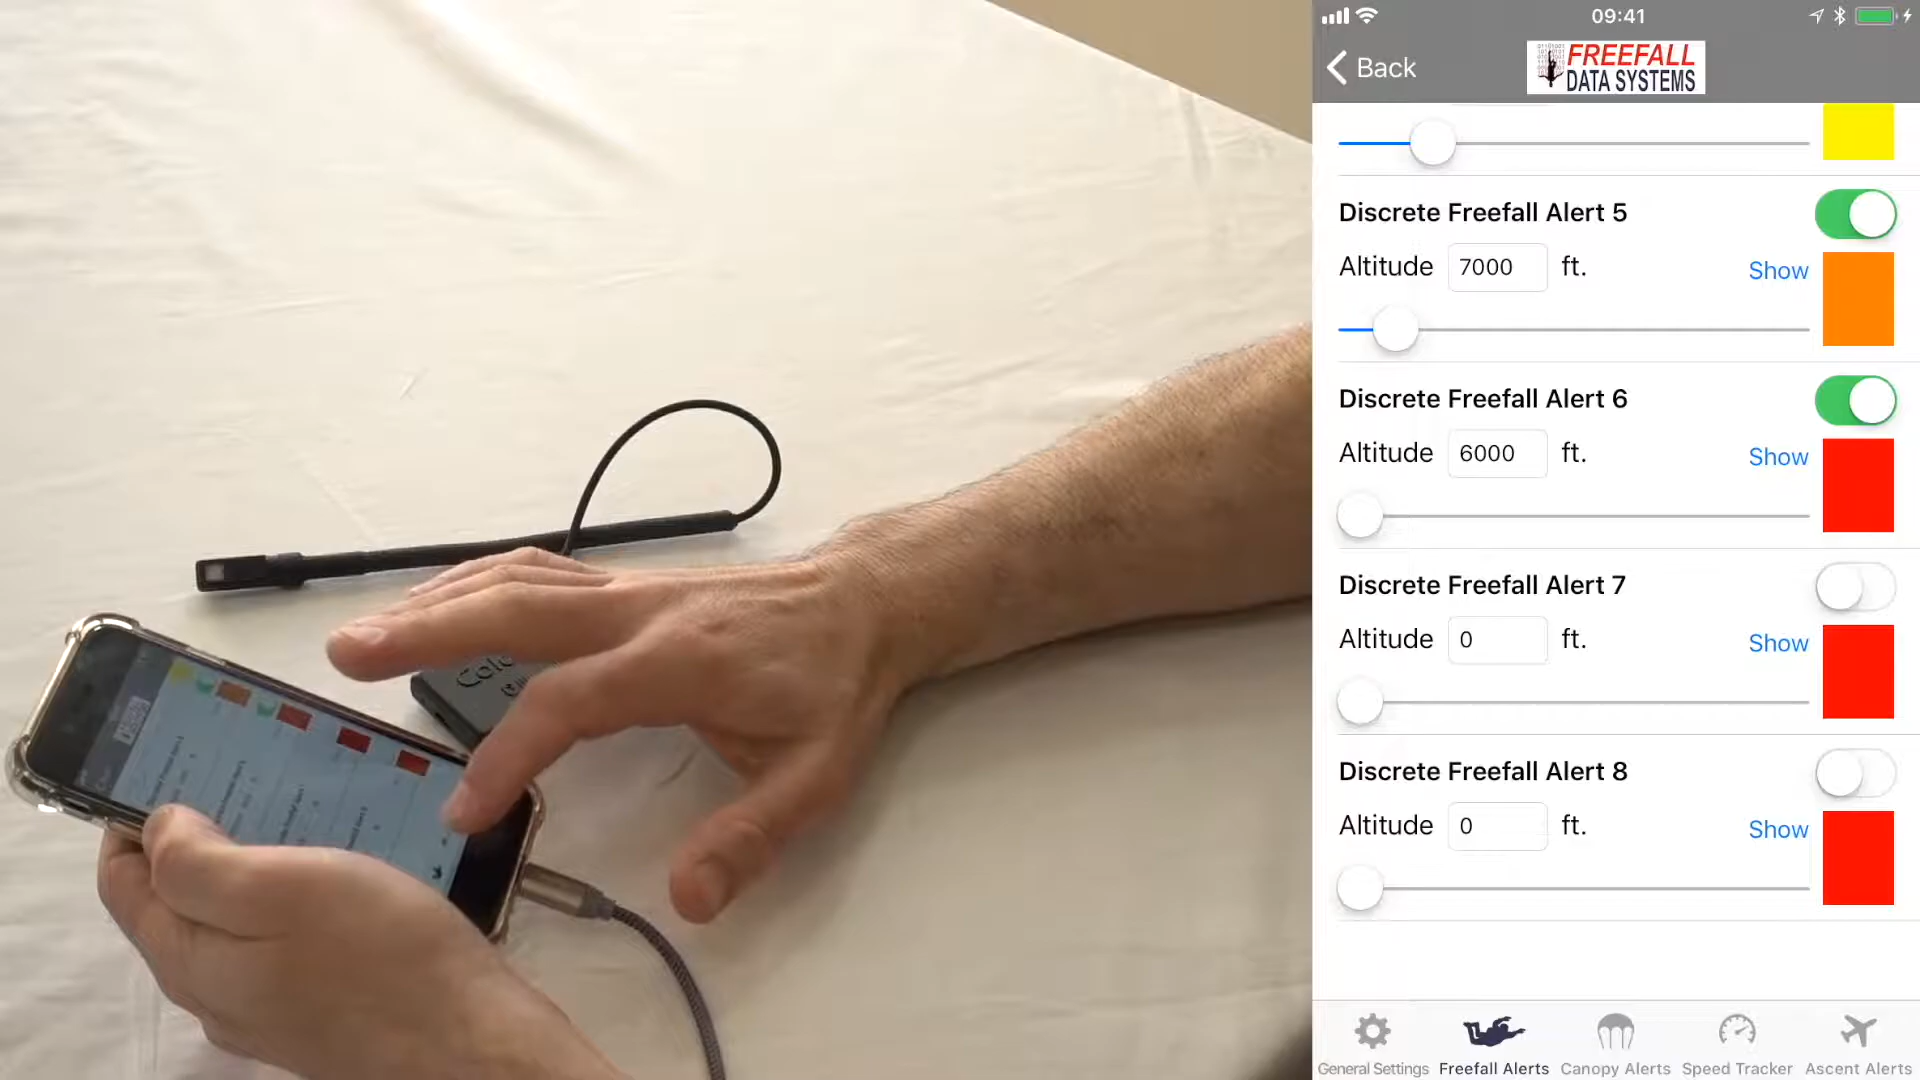 09:41
Back
FREEFALL
DATA SYSTEMS
Discrete Freefall Alert 5
Altitude 7000 ft. Show
Discrete Freefall Alert 6
Altitude 6000 ft. Show
Discrete Freefall Alert 7
Altitude 0 ft. Show
Discrete Freefall Alert 8
Altitude 0 ft. Show
General Settings Freefall Alerts Canopy Alerts Speed Tracker Ascent Alerts